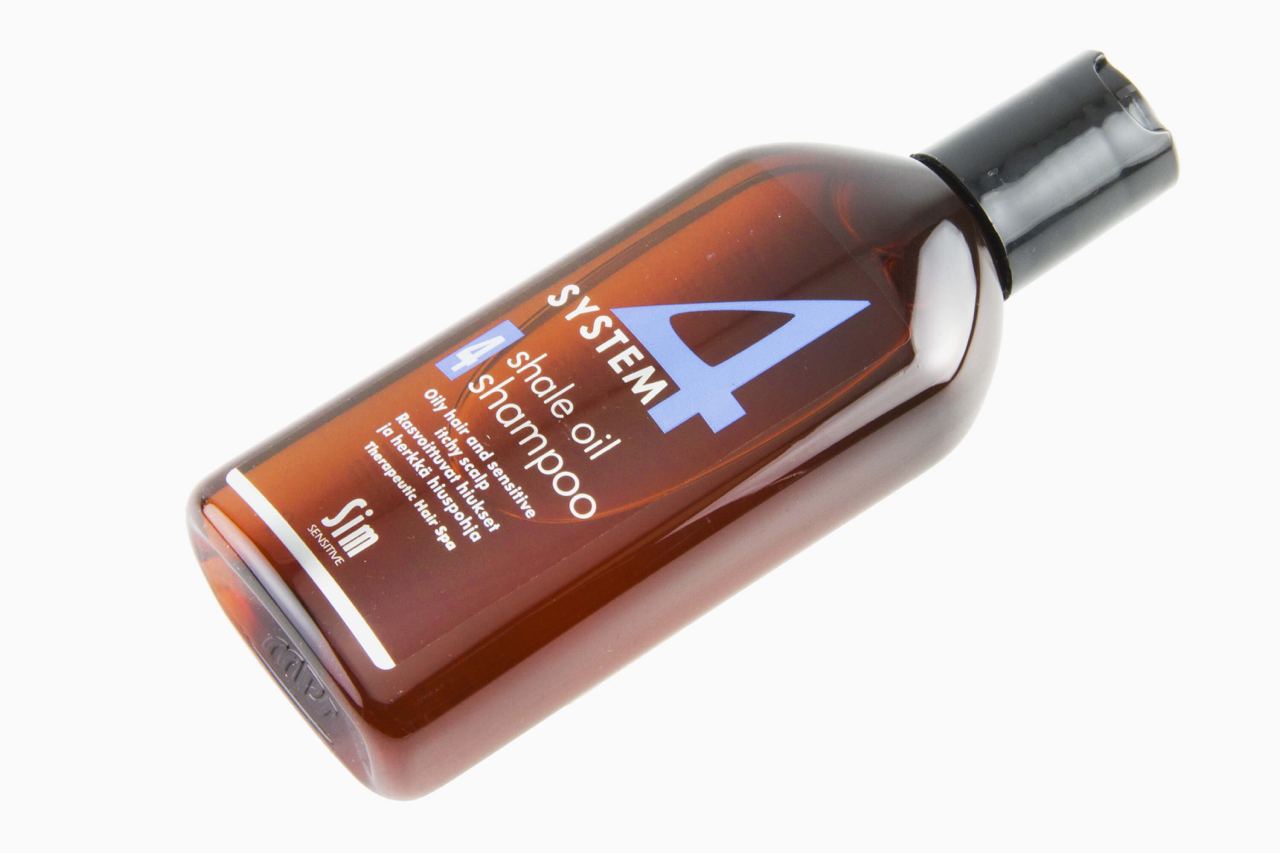 SYSTEM 4
4 shale oil
shampoo
Oily hair and sensitive
itchy scalp
Rasvoittuvat hiukset
ja herkkä hiuspohja
Therapeutic Hair Spa
Sim
SENSITIVE